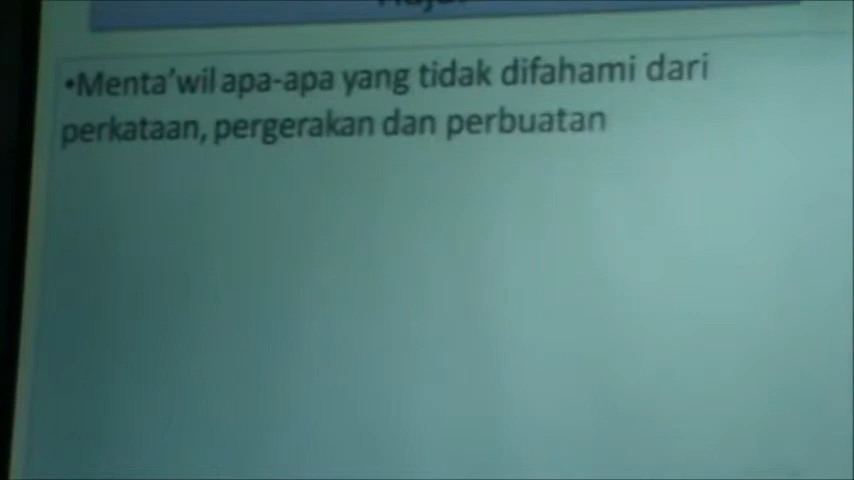 •Menta'wil apa-apa yang tidak difahami dari
perkataan, pergerakan dan perbuatan